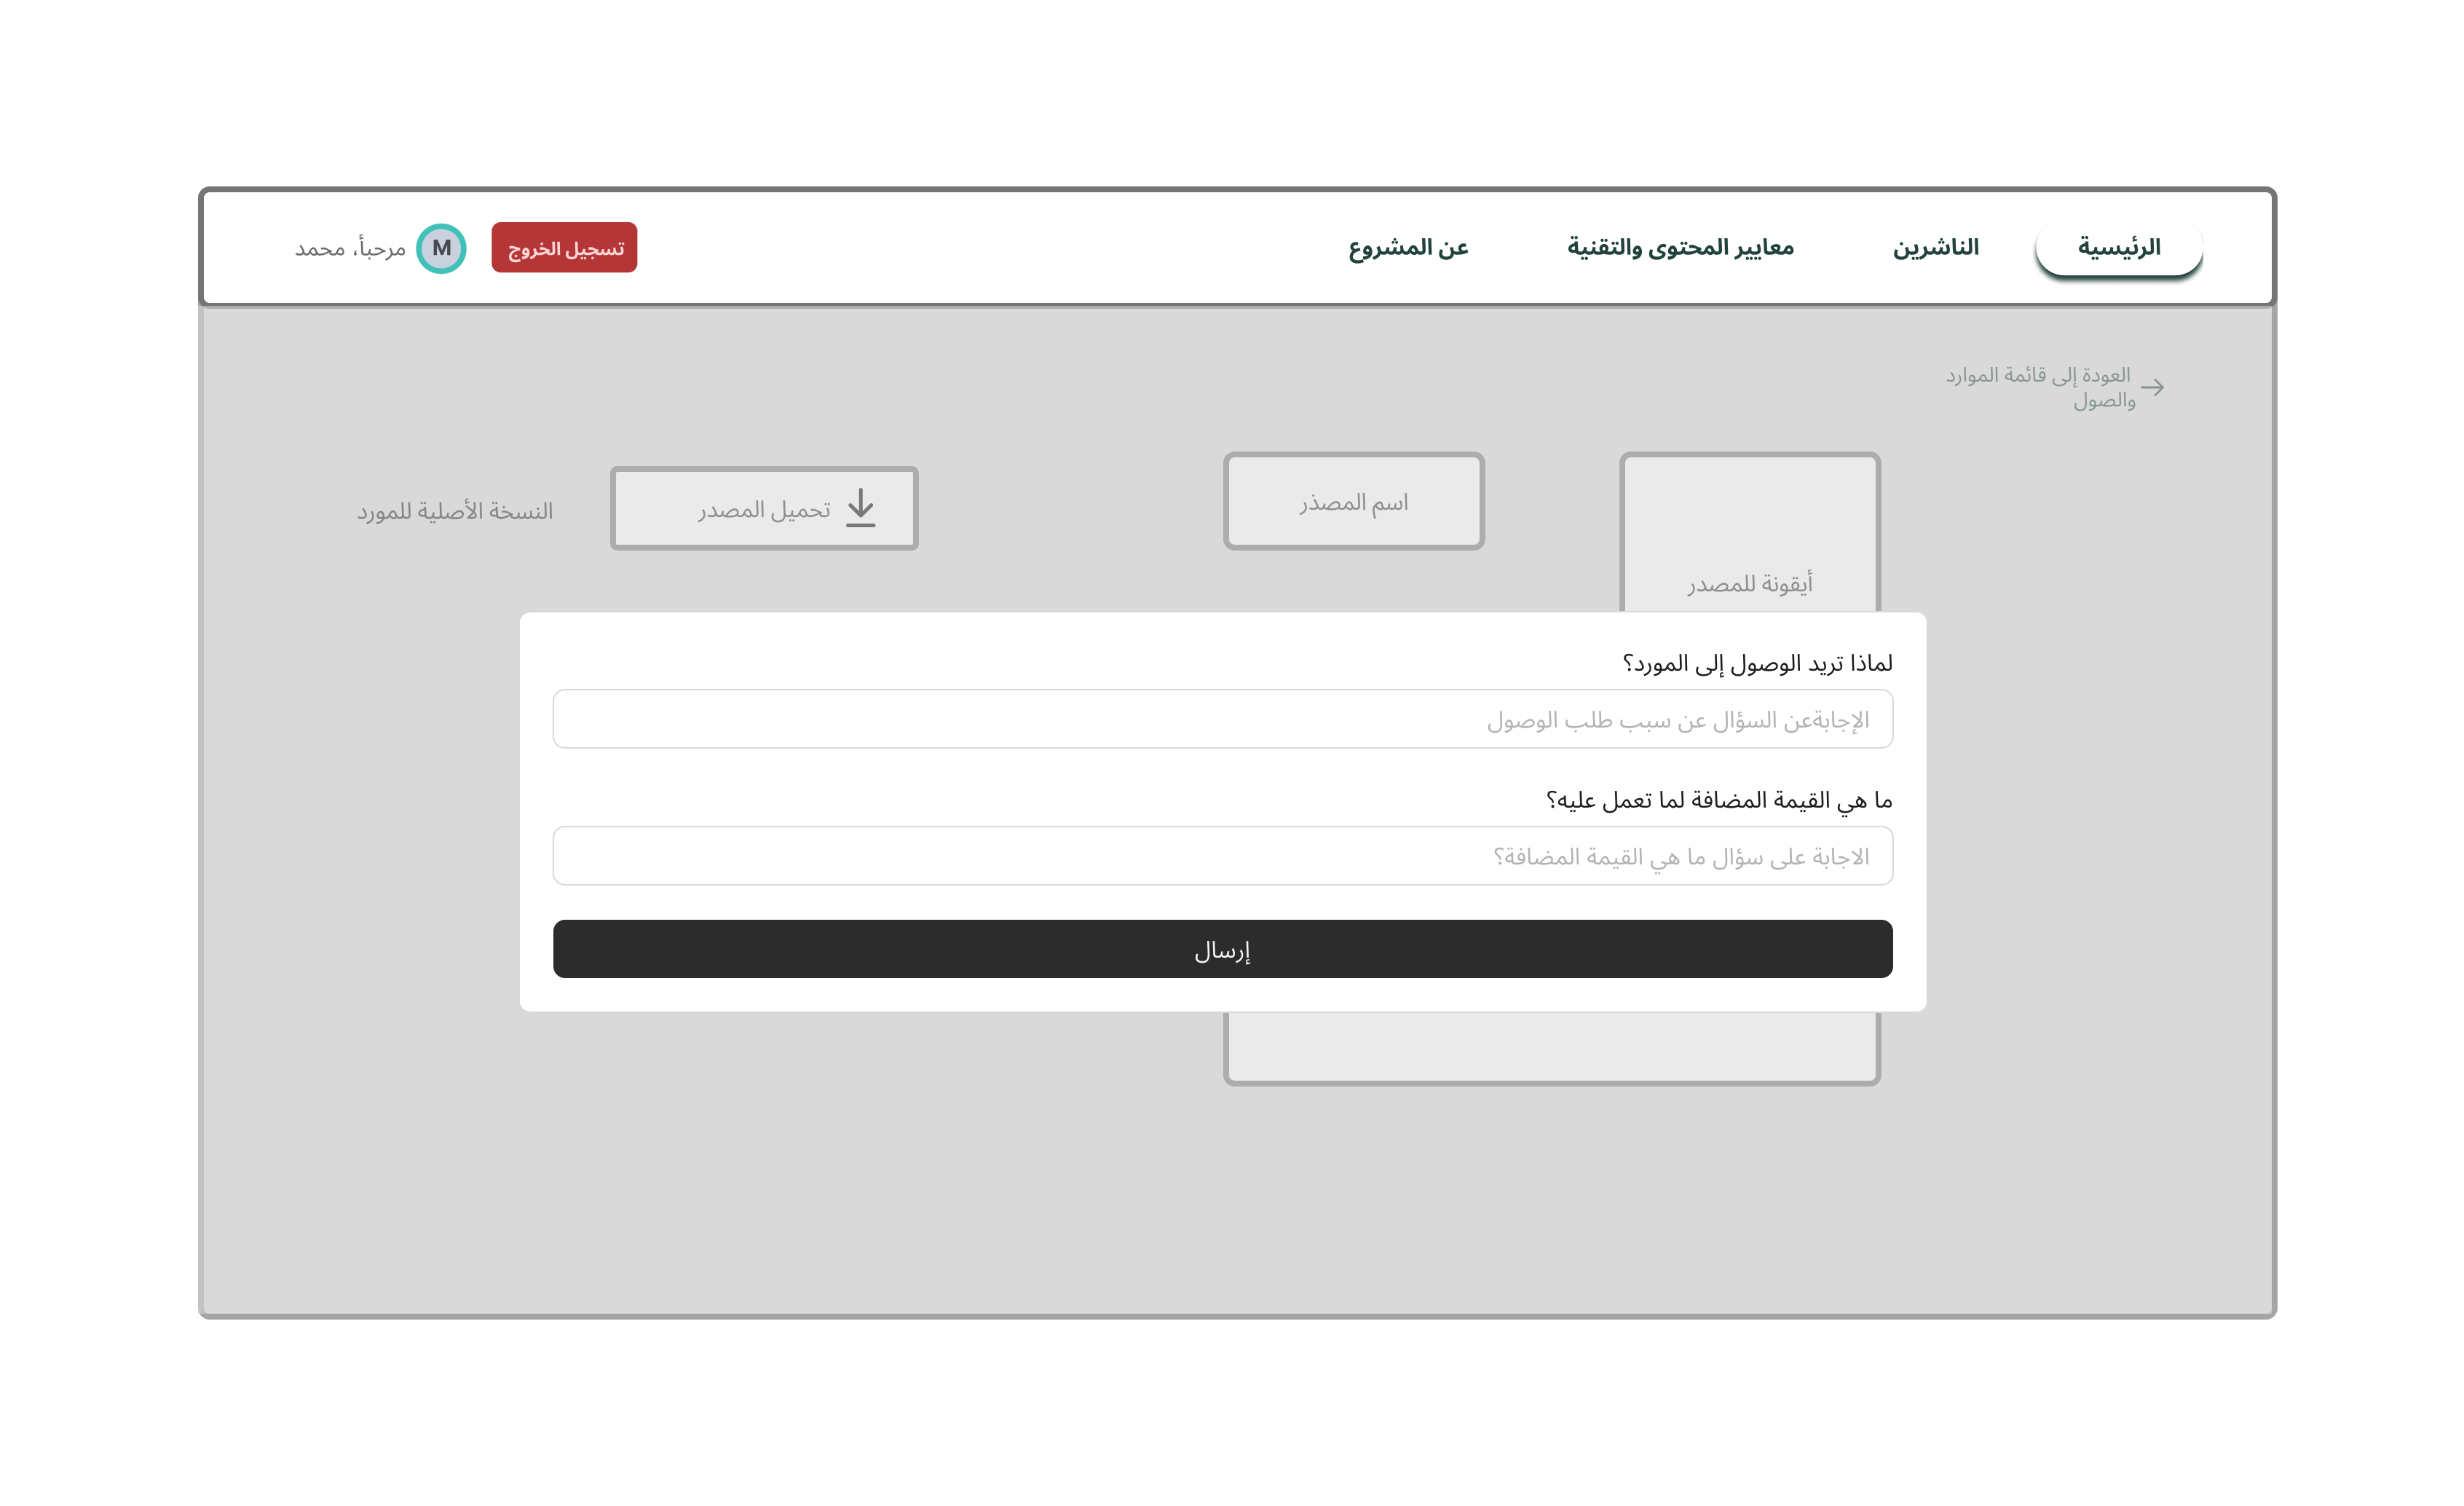 الرئيسية
الناشرين
معايير المحتوى والتقنية
عن المشروع
تسجيل الخروج
M
مرحبأ، محمد
العودة إلى قائمة الموارد
والصول
أيقونة للمصدر
اسم المصذر
تحميل المصدر
النسخة الأصلية للمورد
لماذا تريد الوصول إلى المورد؟
الإجابةعن السؤال عن سبب طلب الوصول
ما هي القيمة المضافة لما تعمل عليه؟
الاجابة على سؤال ما هي القيمة المضافة؟
إرسال